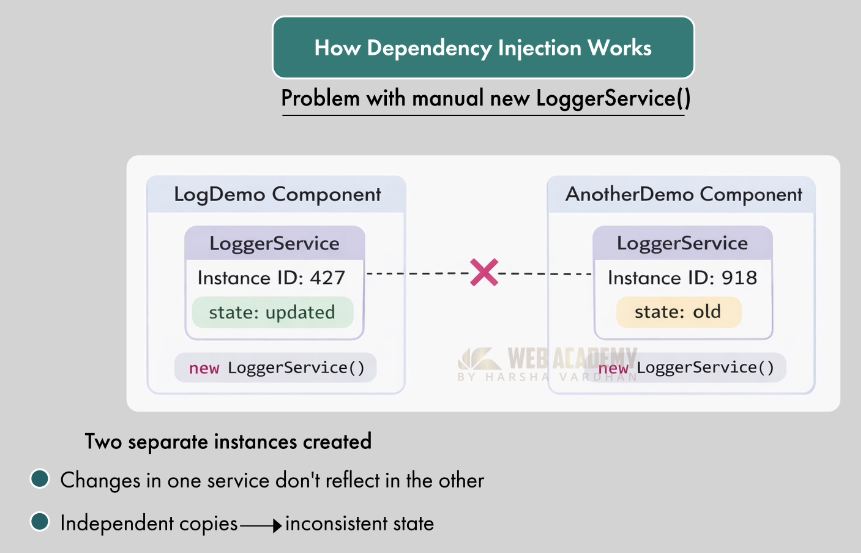 How Dependency Injection Works
Problem with manual new LoggerService()
LogDemo Component
LoggerService
Instance ID: 427
state: updated
new LoggerService()
AnotherDemo Component
LoggerService
Instance ID: 918
state: old
new LoggerService()
WEB ACADEMY
BY HARSHA VARDHAN
Two separate instances created
Changes in one service don't reflect in the other
Independent copies⟶inconsistent state